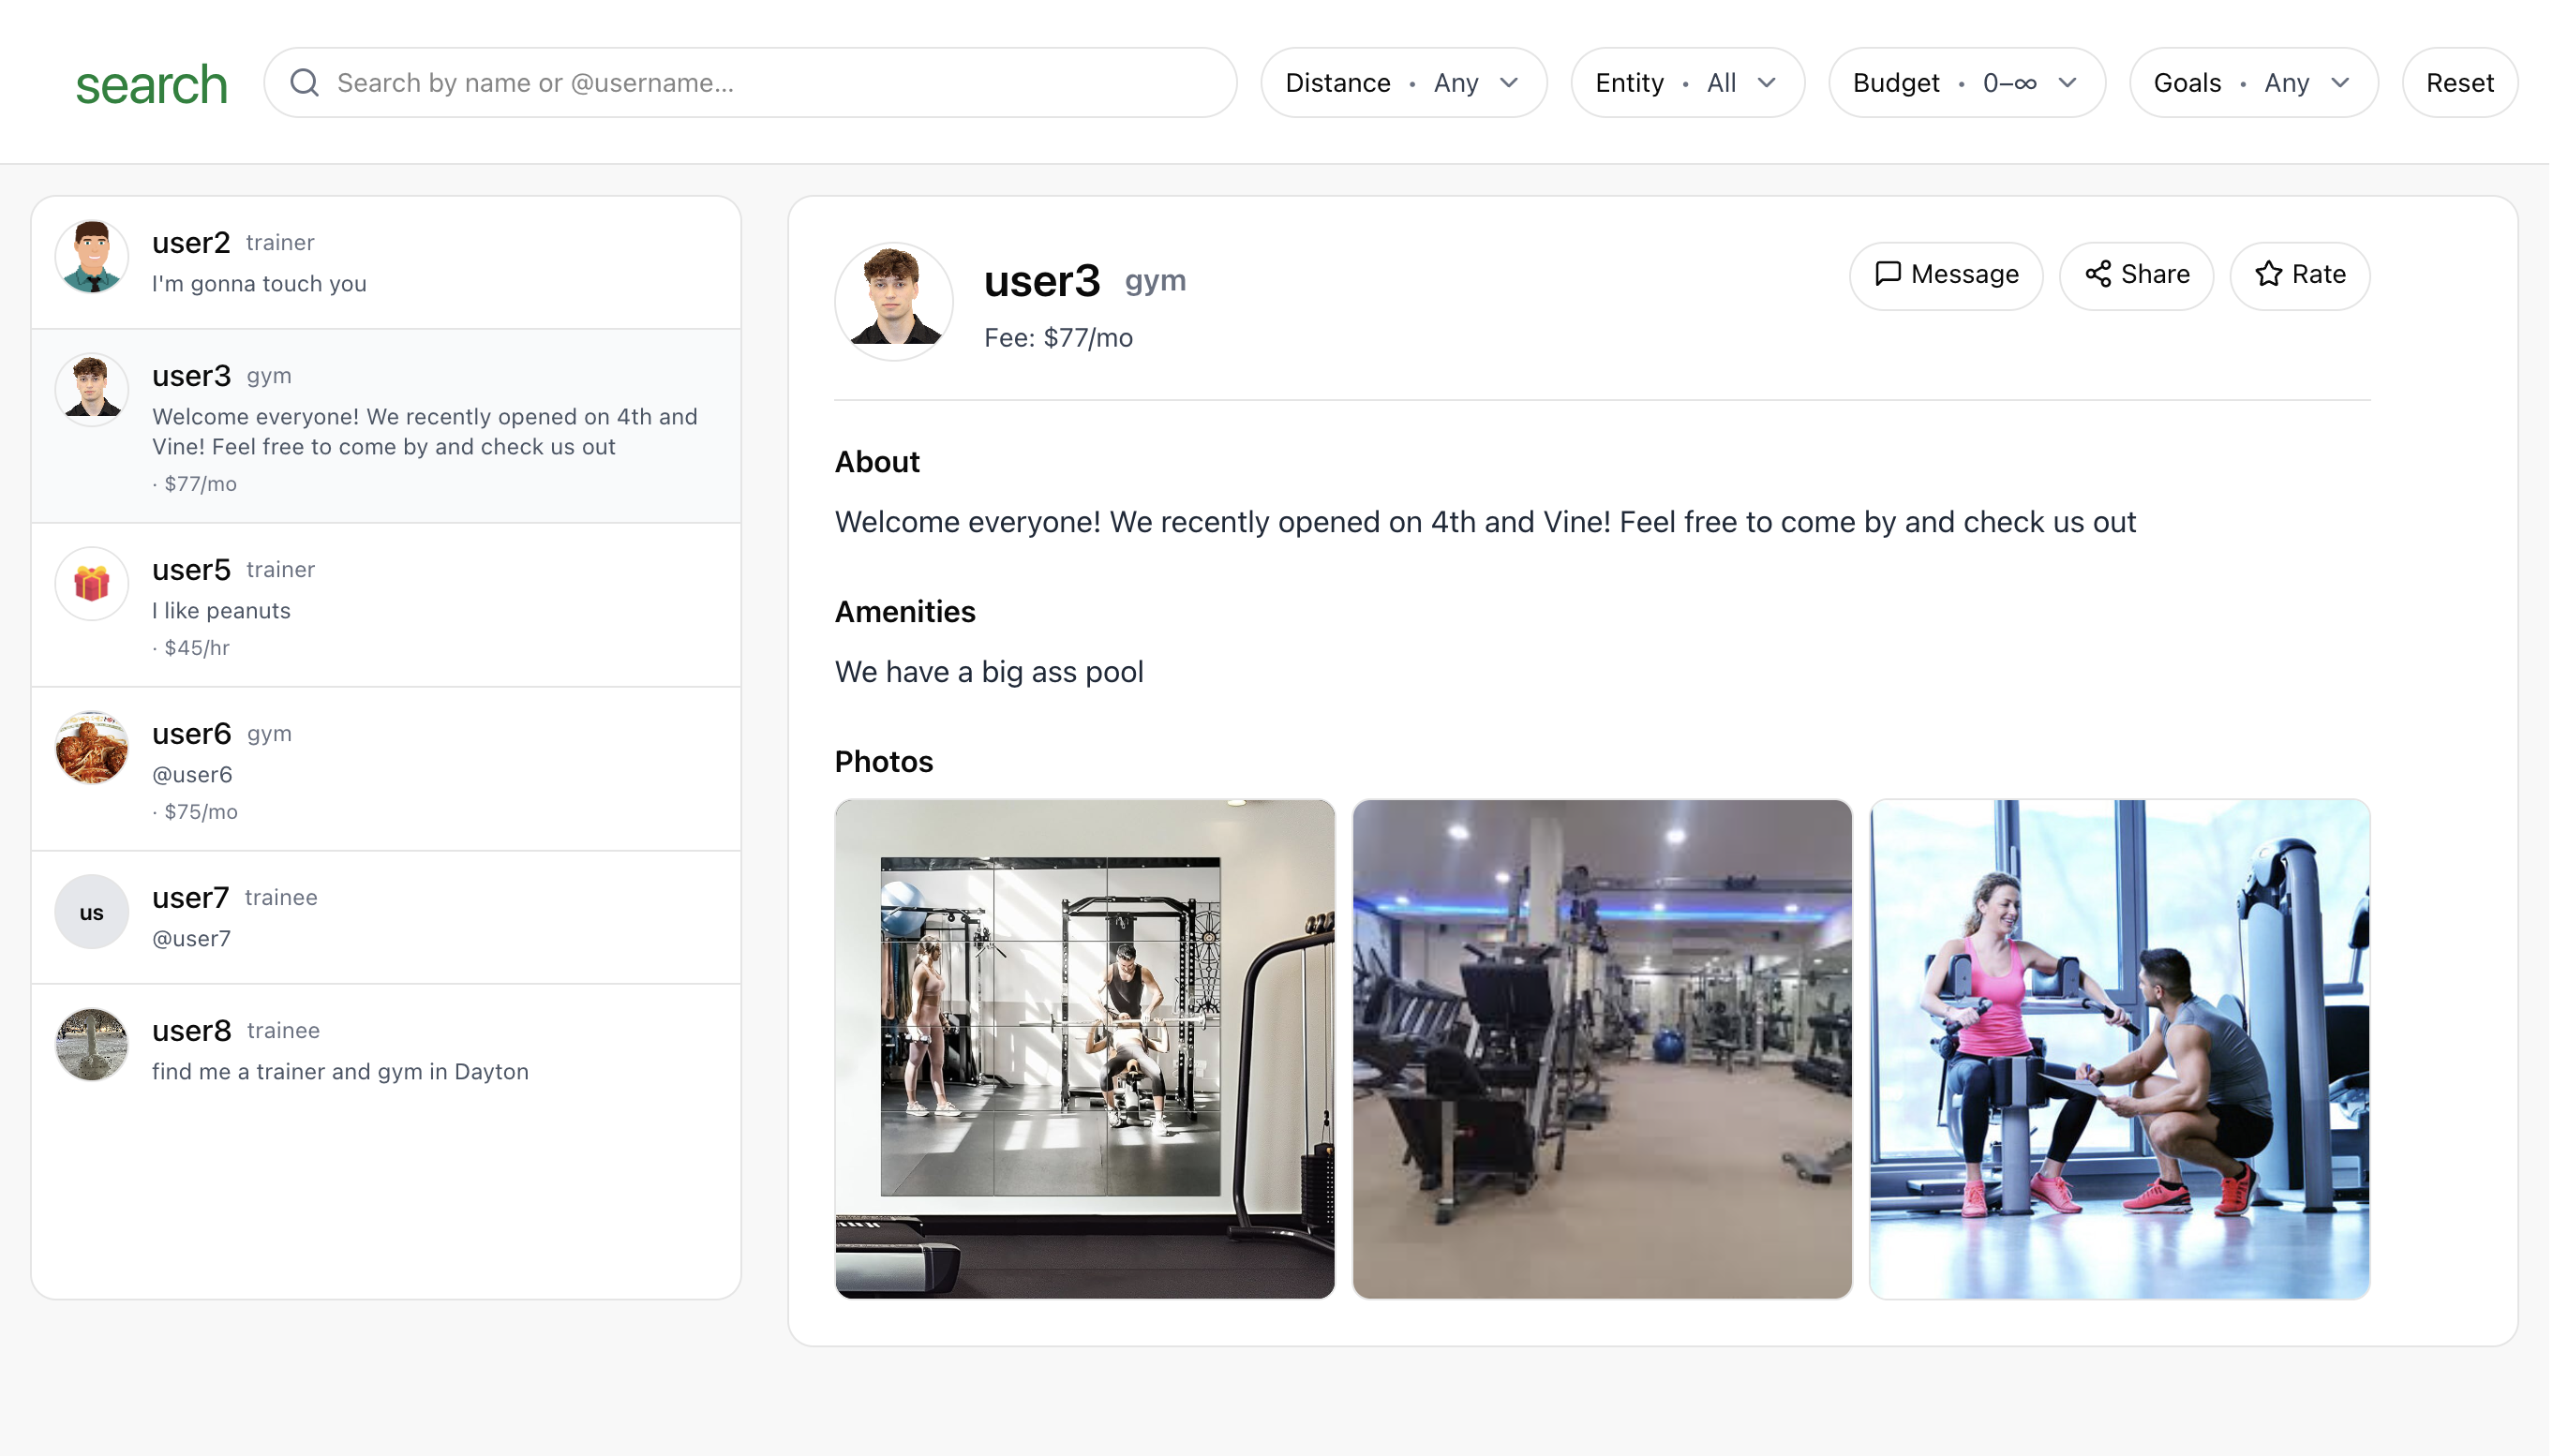 search
Search by name or @username...
Distance • Any
Entity • All
Budget • 0–∞
Goals • Any
Reset
user2 trainer
I'm gonna touch you
user3 gym
Welcome everyone! We recently opened on 4th and
Vine! Feel free to come by and check us out
· $77/mo
user5 trainer
I like peanuts
· $45/hr
user6 gym
@user6
· $75/mo
us
user7 trainee
@user7
user8 trainee
find me a trainer and gym in Dayton
user3 gym
Fee: $77/mo
Message
Share
Rate
About
Welcome everyone! We recently opened on 4th and Vine! Feel free to come by and check us out
Amenities
We have a big ass pool
Photos